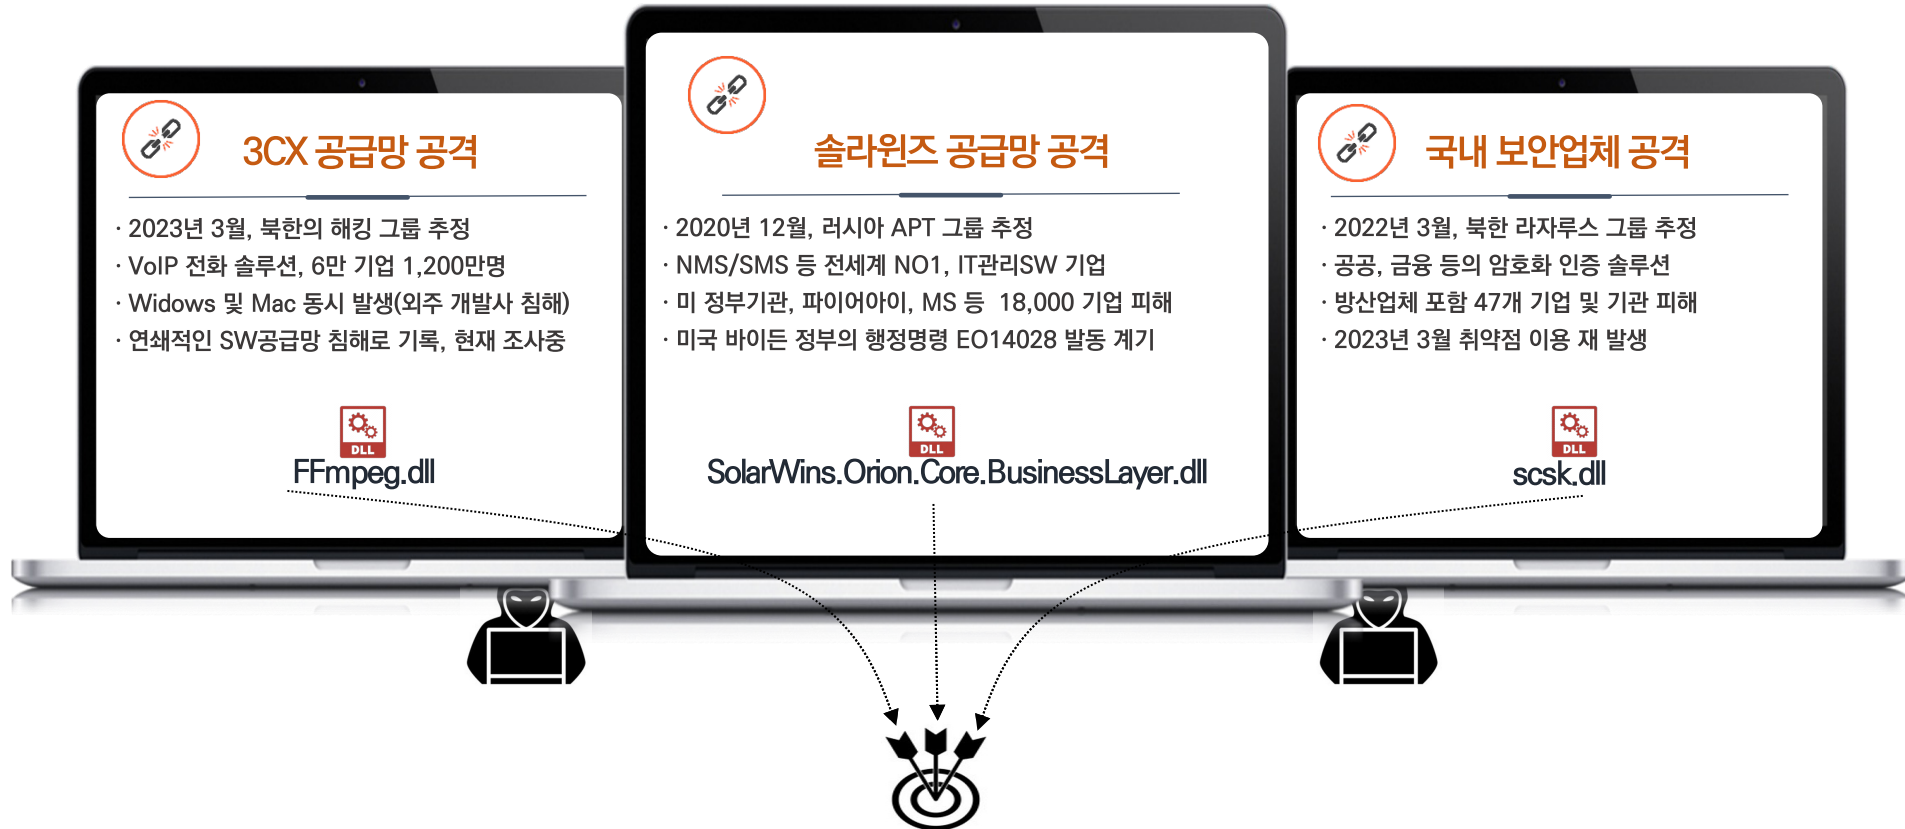 3CX 공급망 공격
· 2023년 3월, 북한의 해킹 그룹 추정
· VoIP 전화 솔루션, 6만 기업 1,200만명
· Widows 및 Mac 동시 발생(외주 개발사 침해)
· 연쇄적인 SW공급망 침해로 기록, 현재 조사중
DLL
FFmpeg.dll
솔라윈즈 공급망 공격
· 2020년 12월, 러시아 APT 그룹 추정
· NMS/SMS 등 전세계 NO1, IT관리SW 기업
· 미 정부기관, 파이어아이, MS 등 18,000 기업 피해
· 미국 바이든 정부의 행정명령 EO14028 발동 계기
DLL
SolarWins.Orion.Core.BusinessLayer.dll
국내 보안업체 공격
· 2022년 3월, 북한 라자루스 그룹 추정
· 공공, 금융 등의 암호화 인증 솔루션
· 방산업체 포함 47개 기업 및 기관 피해
· 2023년 3월 취약점 이용 재 발생
DLL
scsk.dll